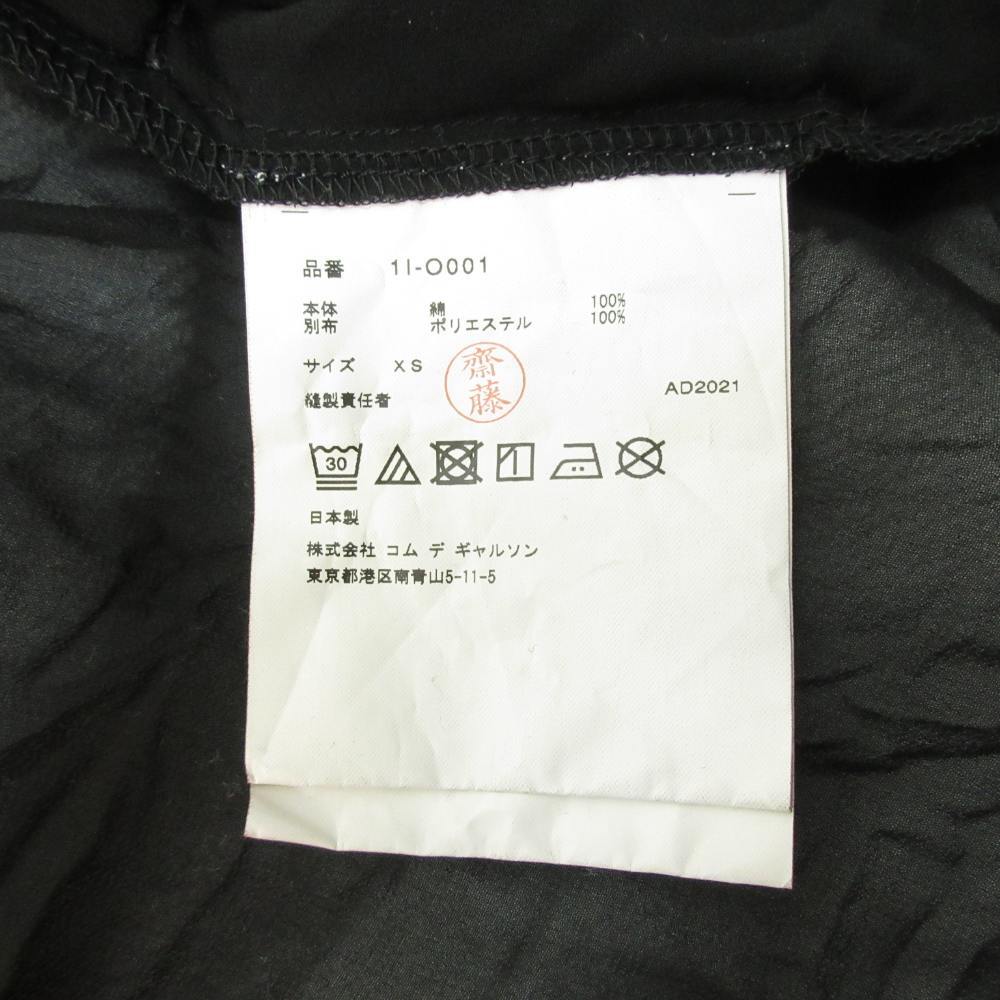 品番 1I-O001
本体 綿 100%
別布 ポリエステル 100%
サイズ XS
齋藤
縫製責任者 AD2021
30
日本製
株式会社 コム デ ギャルソン
東京都港区南青山5-11-5